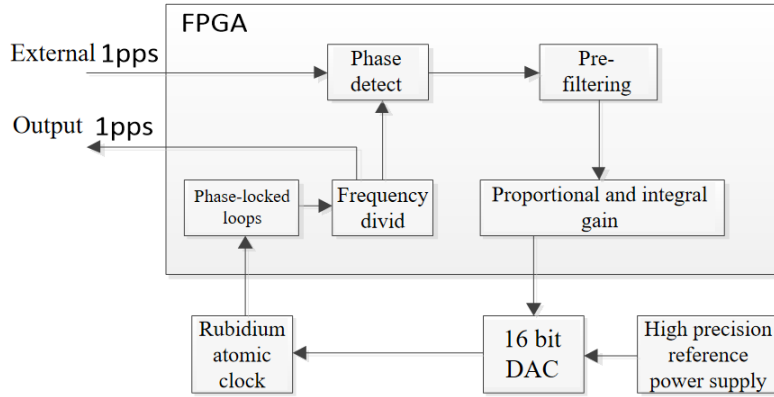 FPGA
External 1pps
Phase
detect
Pre-
filtering
Output 1pps
Phase-locked
loops
Frequency
divid
Proportional and integral
gain
Rubidium
atomic
clock
16 bit
DAC
High precision
reference
power supply